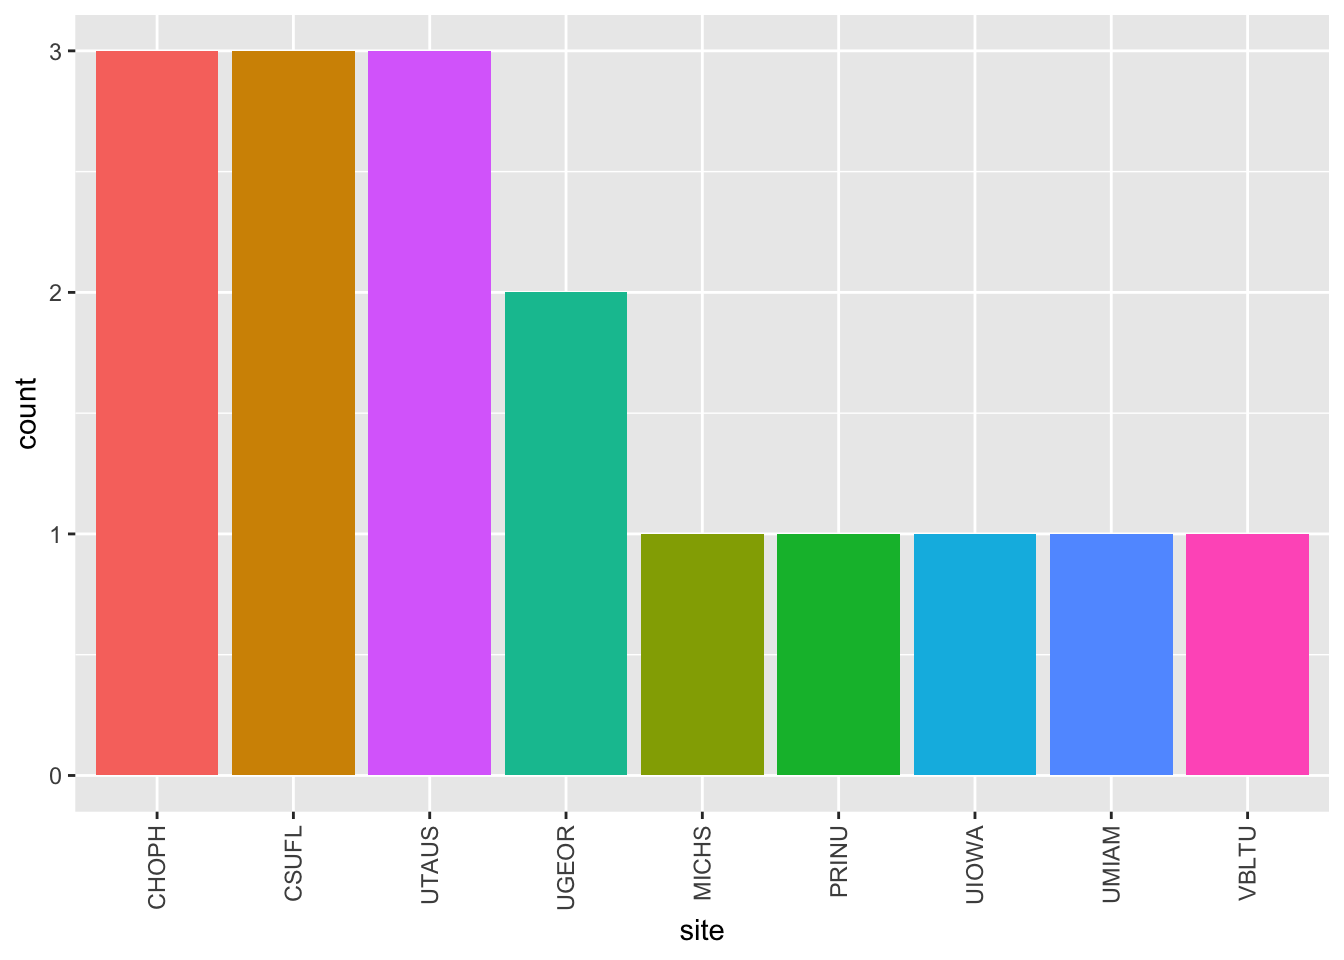 3
2
1
0
count
CHOPH
CSUFL
UTAUS
UGEOR
MICHS
PRINU
UIOWA
UMIAM
VBLTU
site